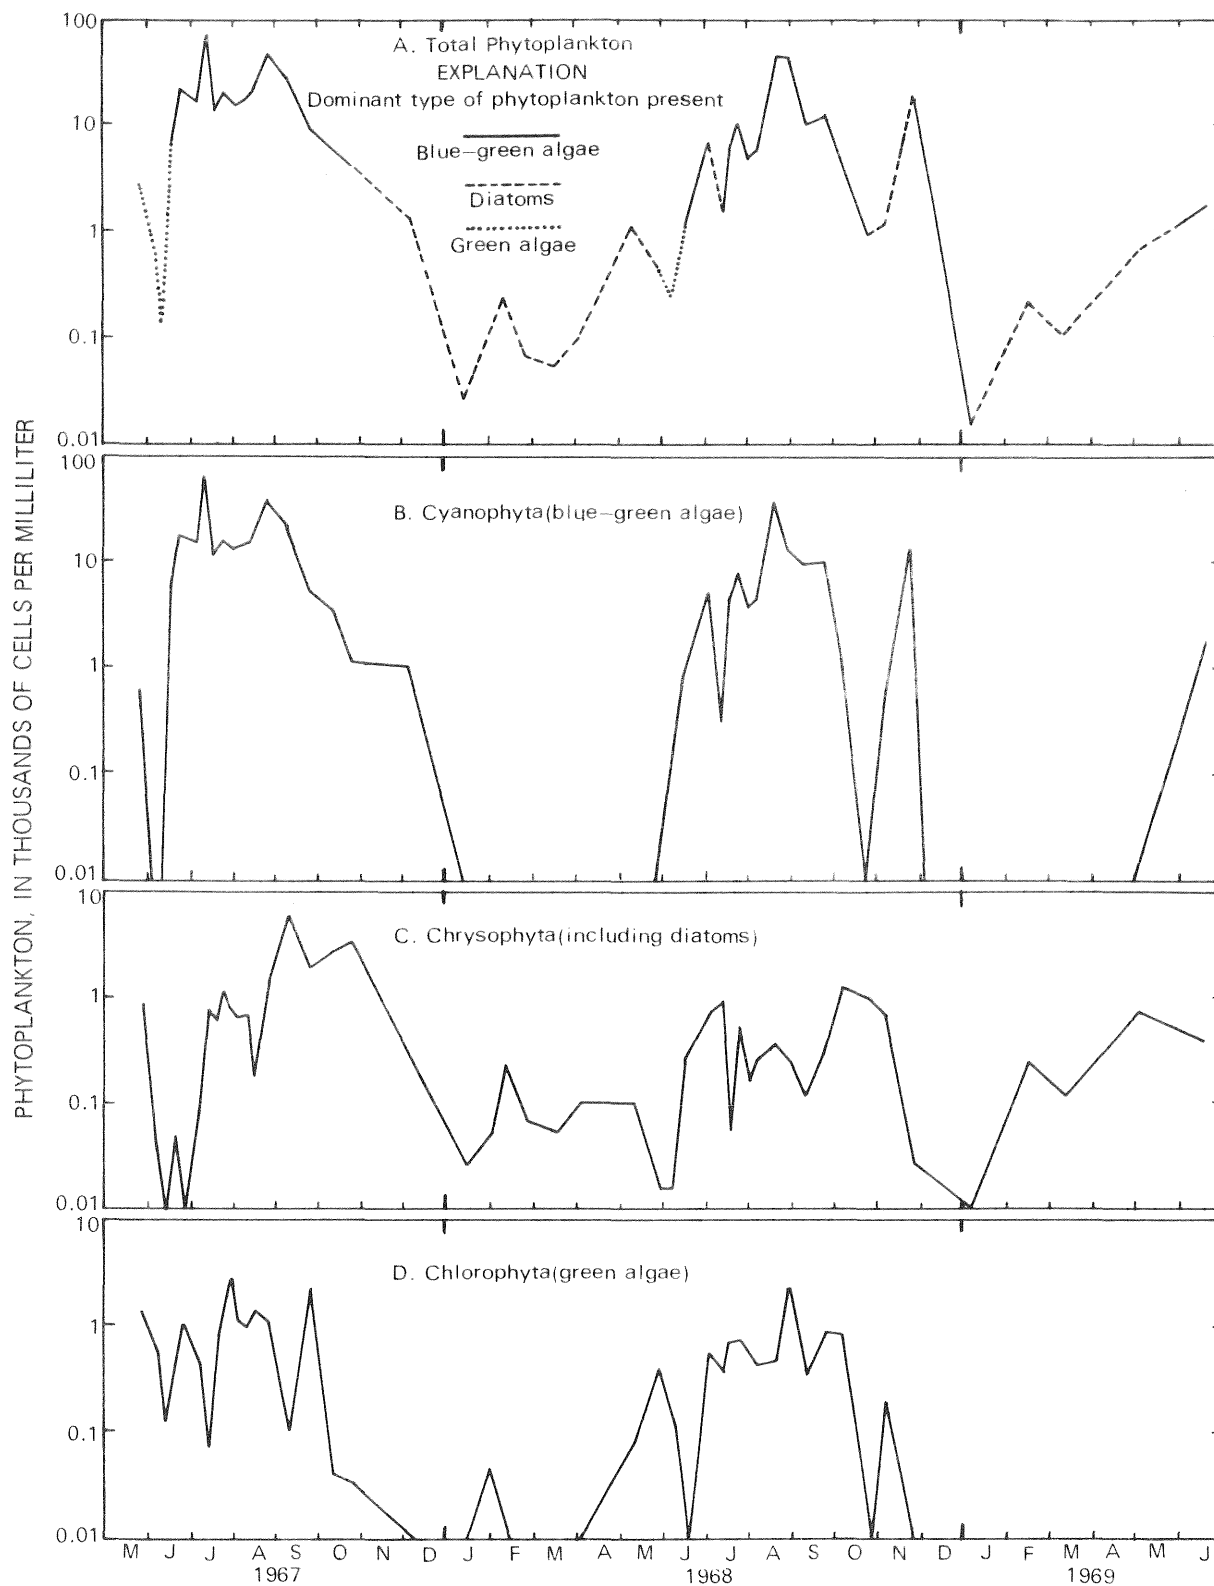 PHYTOPLANKTON, IN THOUSANDS OF CELLS PER MILLILITER
100
10
1
0.1
0.01
A. Total Phytoplankton
EXPLANATION
Dominant type of phytoplankton present
Blue-green algae
Diatoms
Green algae
100
10
1
0.1
0.01
B. Cyanophyta(blue-green algae)
10
1
0.1
0.01
C. Chrysophyta(including diatoms)
10
1
0.1
0.01
D. Chlorophyta(green algae)
M J J A S O N D J F M A M J J A S O N D J F M A M J
1967 1968 1969